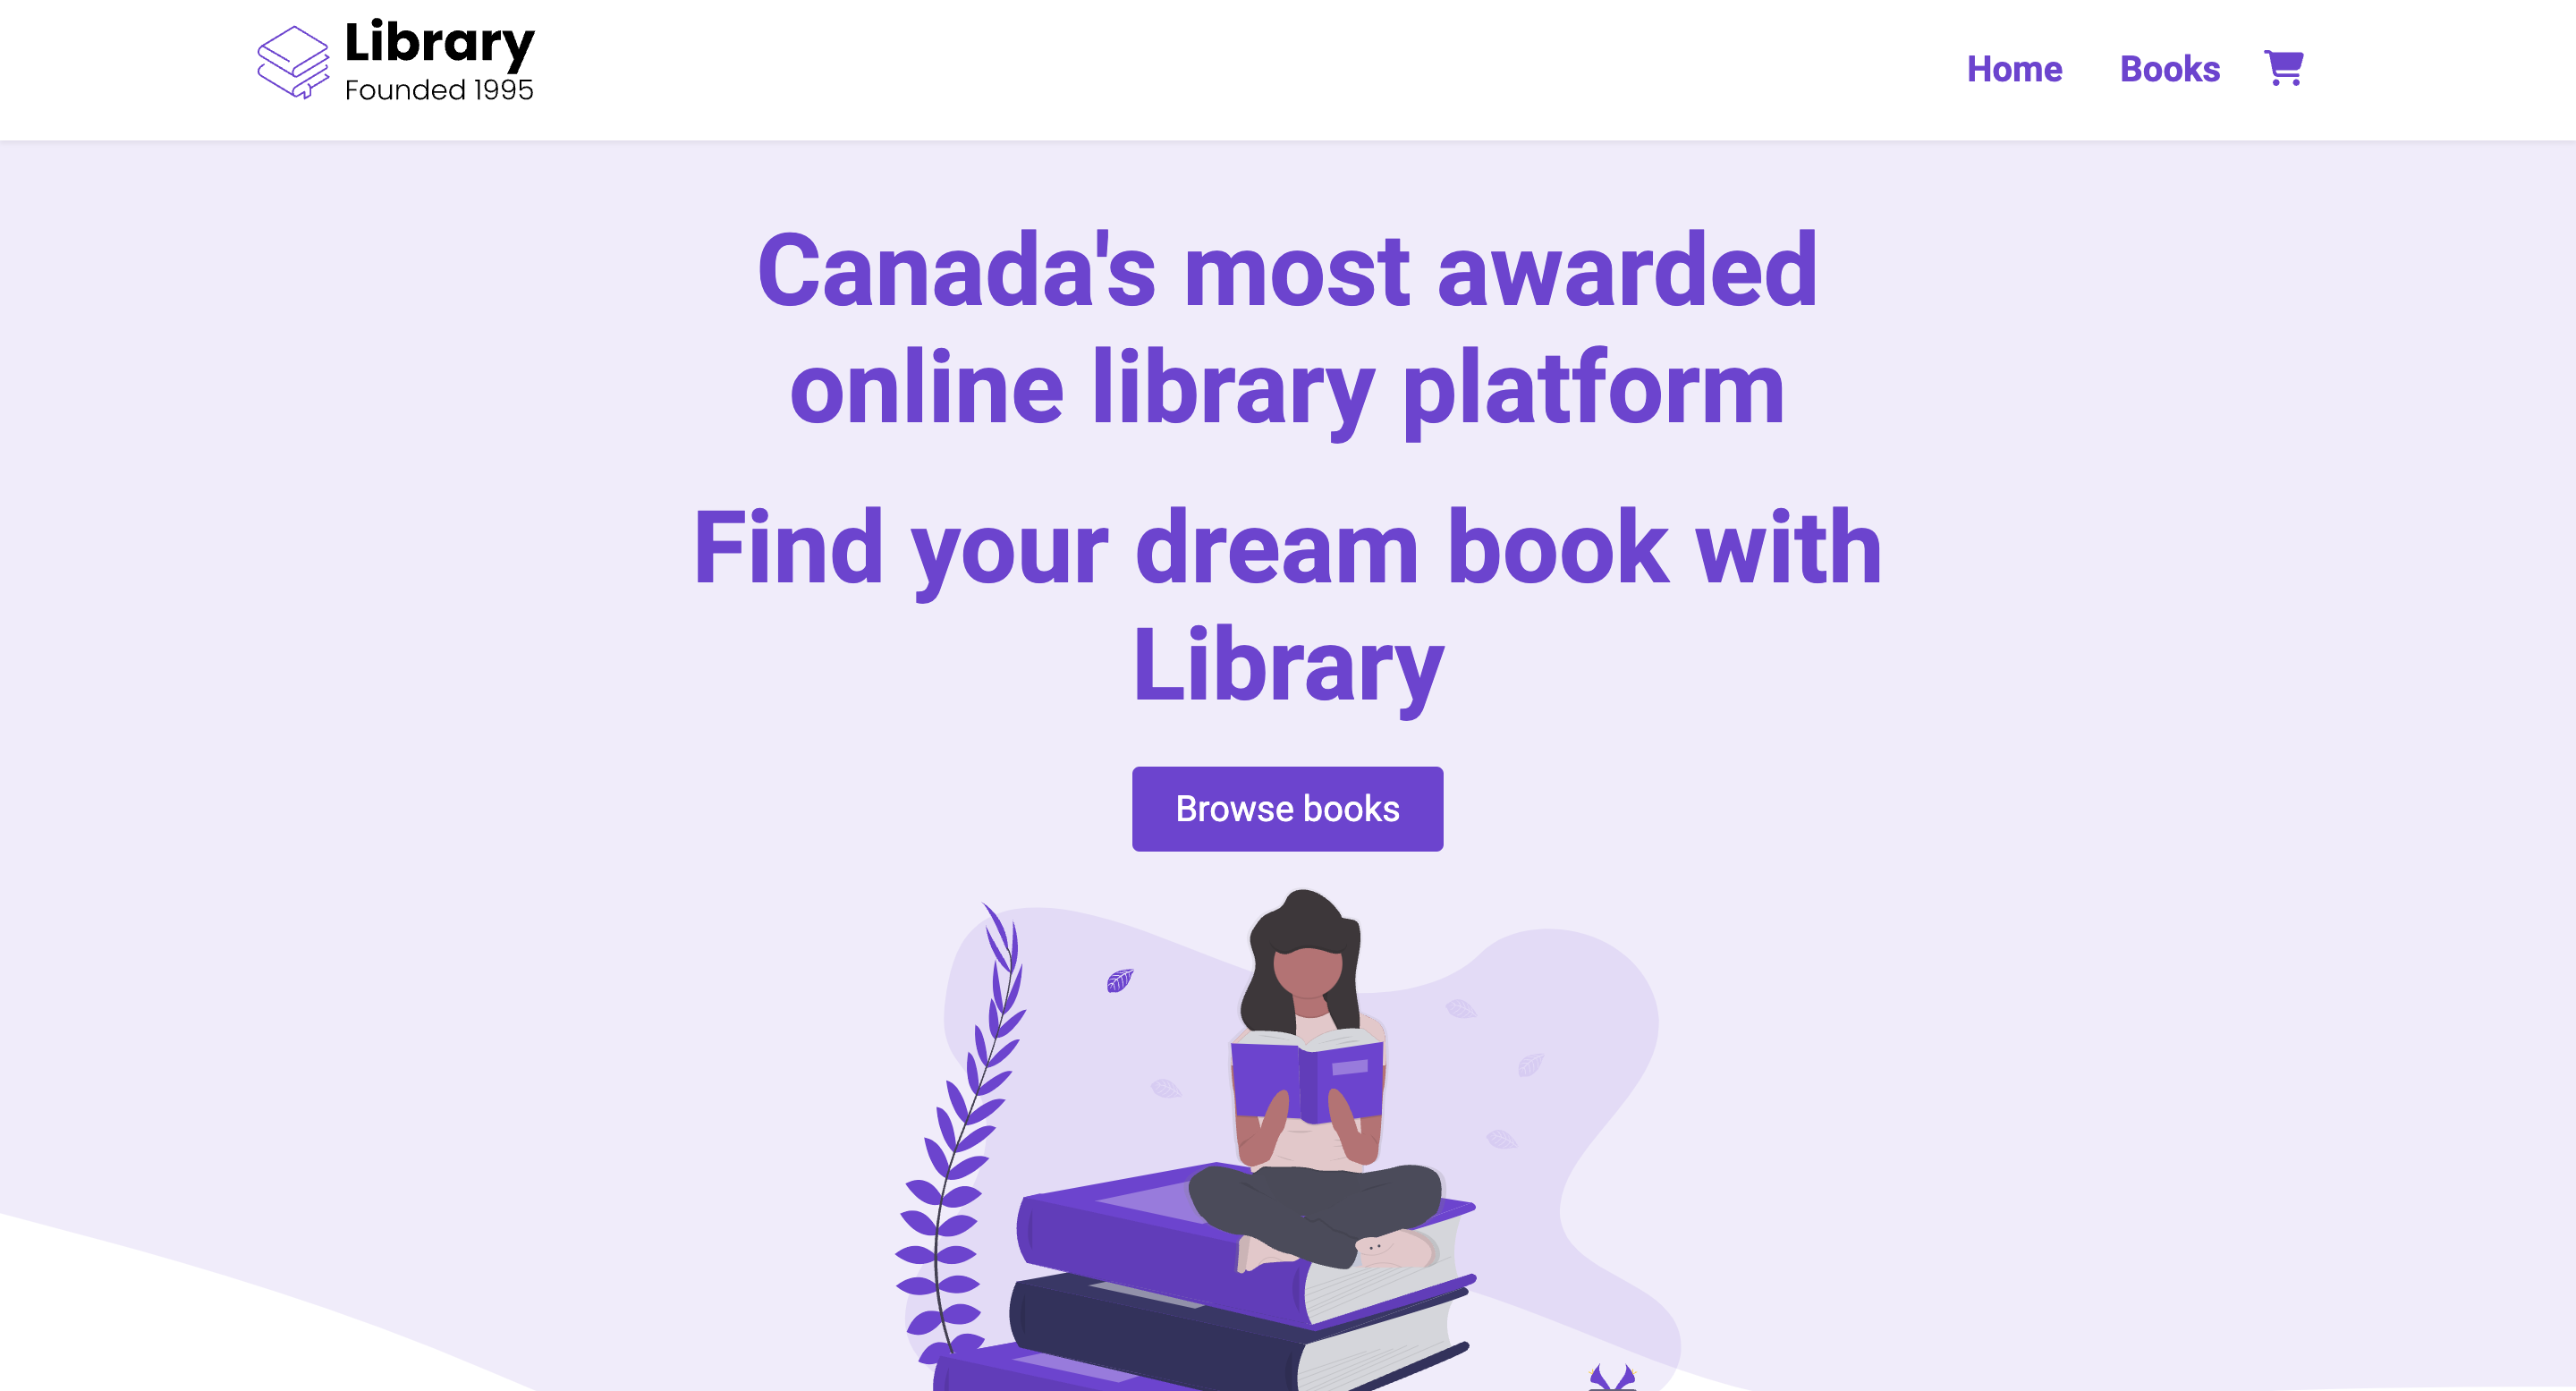 Library
Founded 1995
Home
Books
Canada's most awarded
online library platform
Find your dream book with
Library
Browse books